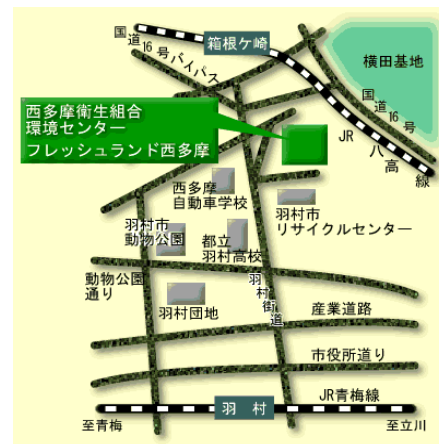 国道16号バイパス
箱根ケ崎
横田基地
国道16号
JR八高線
西多摩衛生組合
環境センター
フレッシュランド西多摩
西多摩
自動車学校
羽村市
リサイクルセンター
羽村市
動物公園
都立
羽村高校
動物公園
通り
羽村街道
羽村団地
産業道路
市役所通り
JR青梅線
羽村
至青梅
至立川